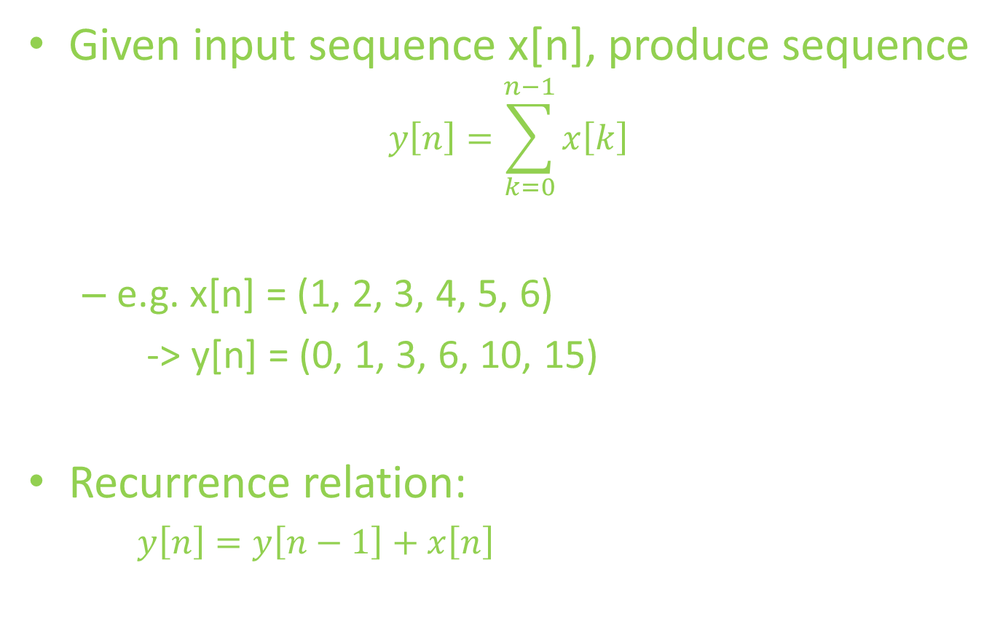 • Given input sequence x[n], produce sequence
y[n] = \sum_{k=0}^{n-1} x[k]
– e.g. x[n] = (1, 2, 3, 4, 5, 6)
-> y[n] = (0, 1, 3, 6, 10, 15)
• Recurrence relation:
y[n] = y[n − 1] + x[n]